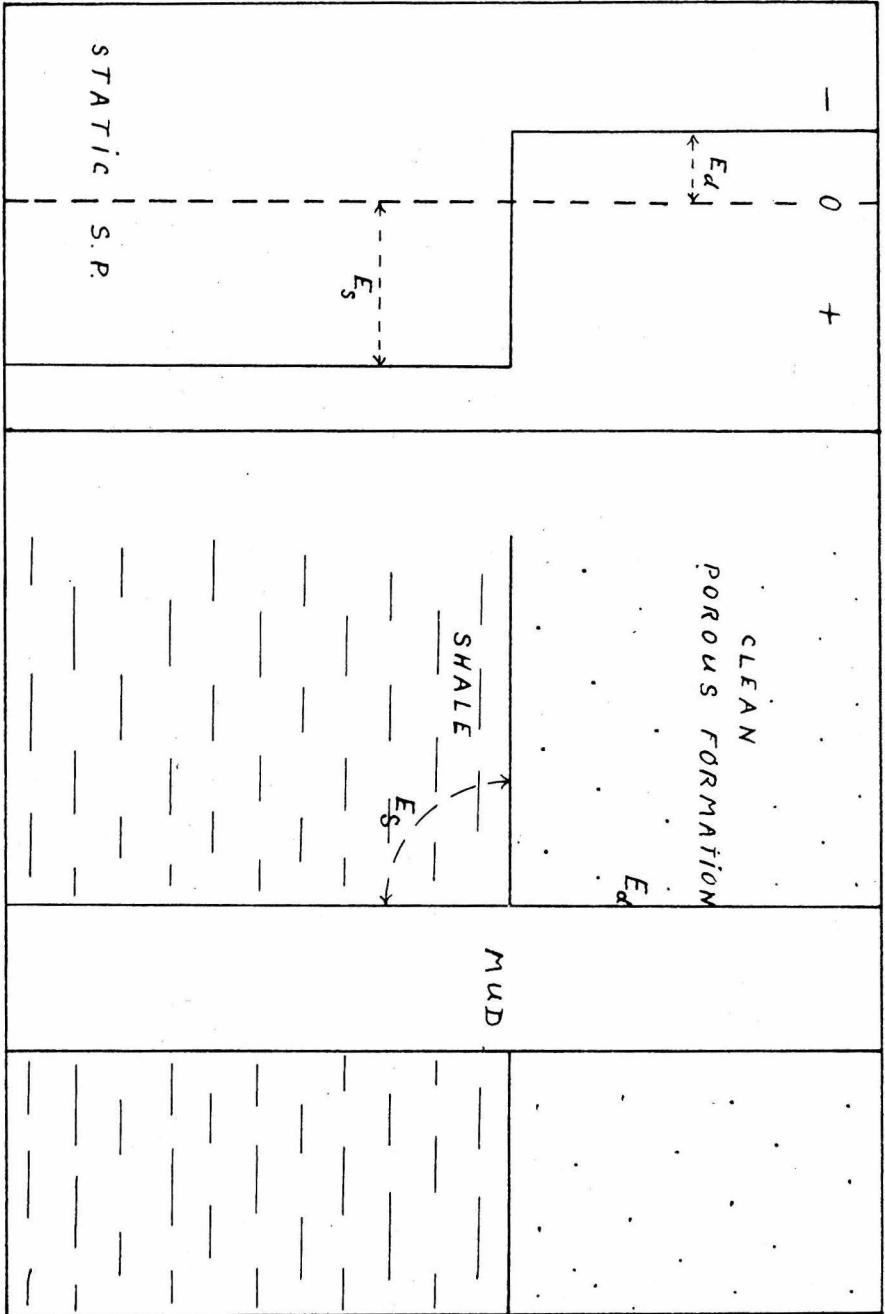 − 0 +
CLEAN
Ed
POROUS FORMATION
Ed
MUD
SHALE
Es
Es
STATiC S.P.